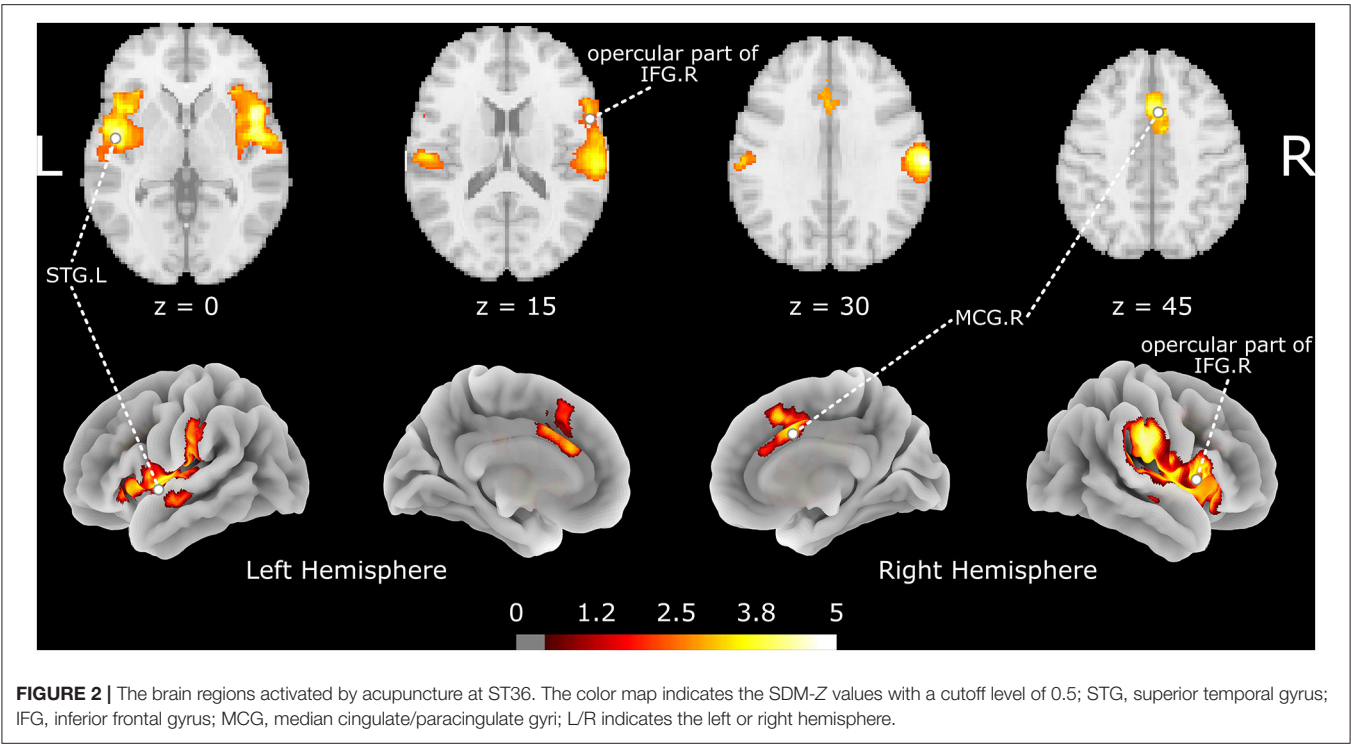 opercular part of
IFG.R
L
R
STG.L
z = 0
z = 15
z = 30
z = 45
MCG.R
opercular part of
IFG.R
Left Hemisphere
Right Hemisphere
0 1.2 2.5 3.8 5
FIGURE 2 | The brain regions activated by acupuncture at ST36. The color map indicates the SDM-Z values with a cutoff level of 0.5; STG, superior temporal gyrus;
IFG, inferior frontal gyrus; MCG, median cingulate/paracingulate gyri; L/R indicates the left or right hemisphere.